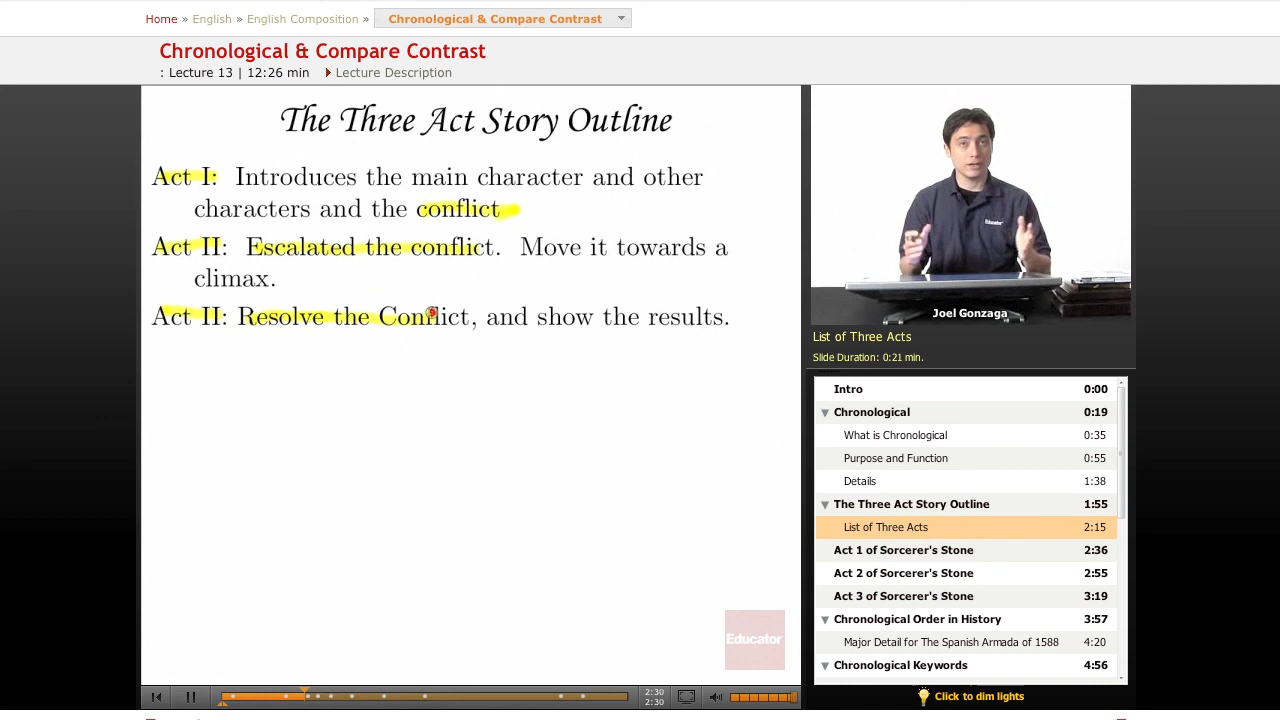 Home » English » English Composition » Chronological & Compare Contrast
Chronological & Compare Contrast
: Lecture 13 | 12:26 min Lecture Description
The Three Act Story Outline
Act I: Introduces the main character and other
characters and the conflict
Act II: Escalated the conflict. Move it towards a
climax.
Act II: Resolve the Conflict, and show the results.
Educator
2:30
2:30
Educator
Joel Gonzaga
List of Three Acts
Slide Duration: 0:21 min.
Intro 0:00
Chronological 0:19
What is Chronological 0:35
Purpose and Function 0:55
Details 1:38
The Three Act Story Outline 1:55
List of Three Acts 2:15
Act 1 of Sorcerer's Stone 2:36
Act 2 of Sorcerer's Stone 2:55
Act 3 of Sorcerer's Stone 3:19
Chronological Order in History 3:57
Major Detail for The Spanish Armada of 1588 4:20
Chronological Keywords 4:56
Click to dim lights